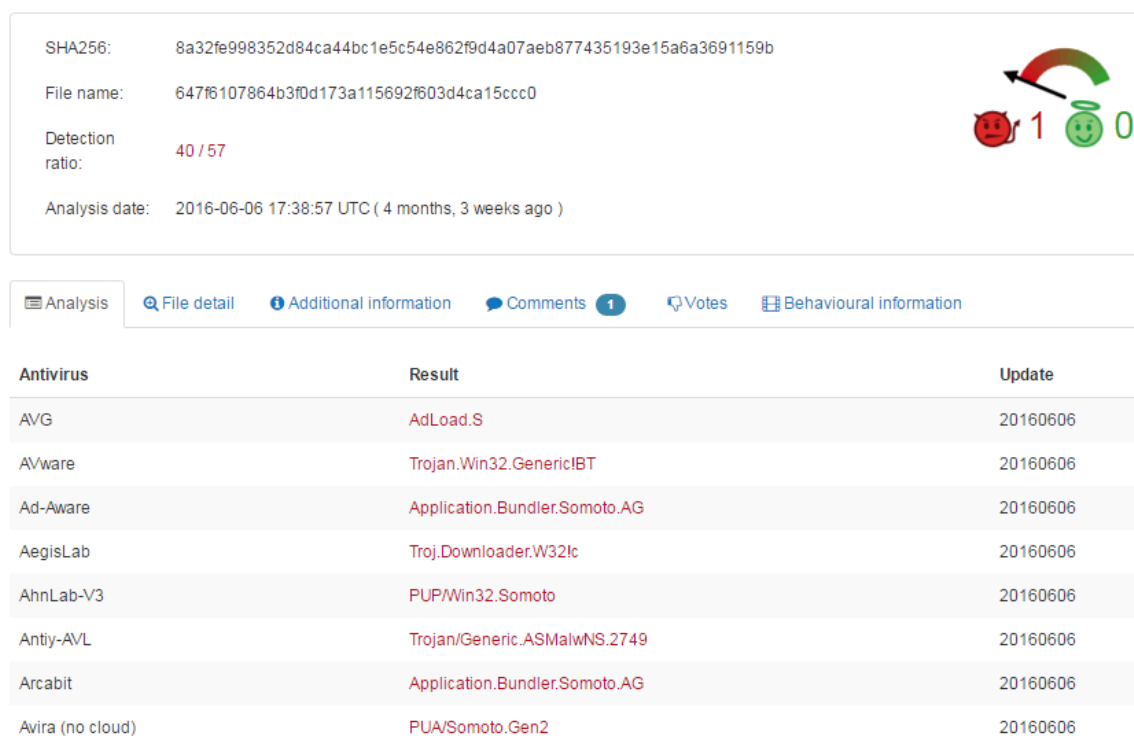 SHA256: 8a32fe998352d84ca44bc1e5c54e862f9d4a07aeb877435193e15a6a3691159b
File name: 647f6107864b3f0d173a115692f603d4ca15ccc0
Detection ratio: 40 / 57
Analysis date: 2016-06-06 17:38:57 UTC ( 4 months, 3 weeks ago )
1 0
Analysis File detail Additional information Comments 1 Votes Behavioural information
Antivirus Result Update
AVG AdLoad.S 20160606
AVware Trojan.Win32.Generic!BT 20160606
Ad-Aware Application.Bundler.Somoto.AG 20160606
AegisLab Troj.Downloader.W32!c 20160606
AhnLab-V3 PUP/Win32.Somoto 20160606
Antiy-AVL Trojan/Generic.ASMalwNS.2749 20160606
Arcabit Application.Bundler.Somoto.AG 20160606
Avira (no cloud) PUA/Somoto.Gen2 20160606